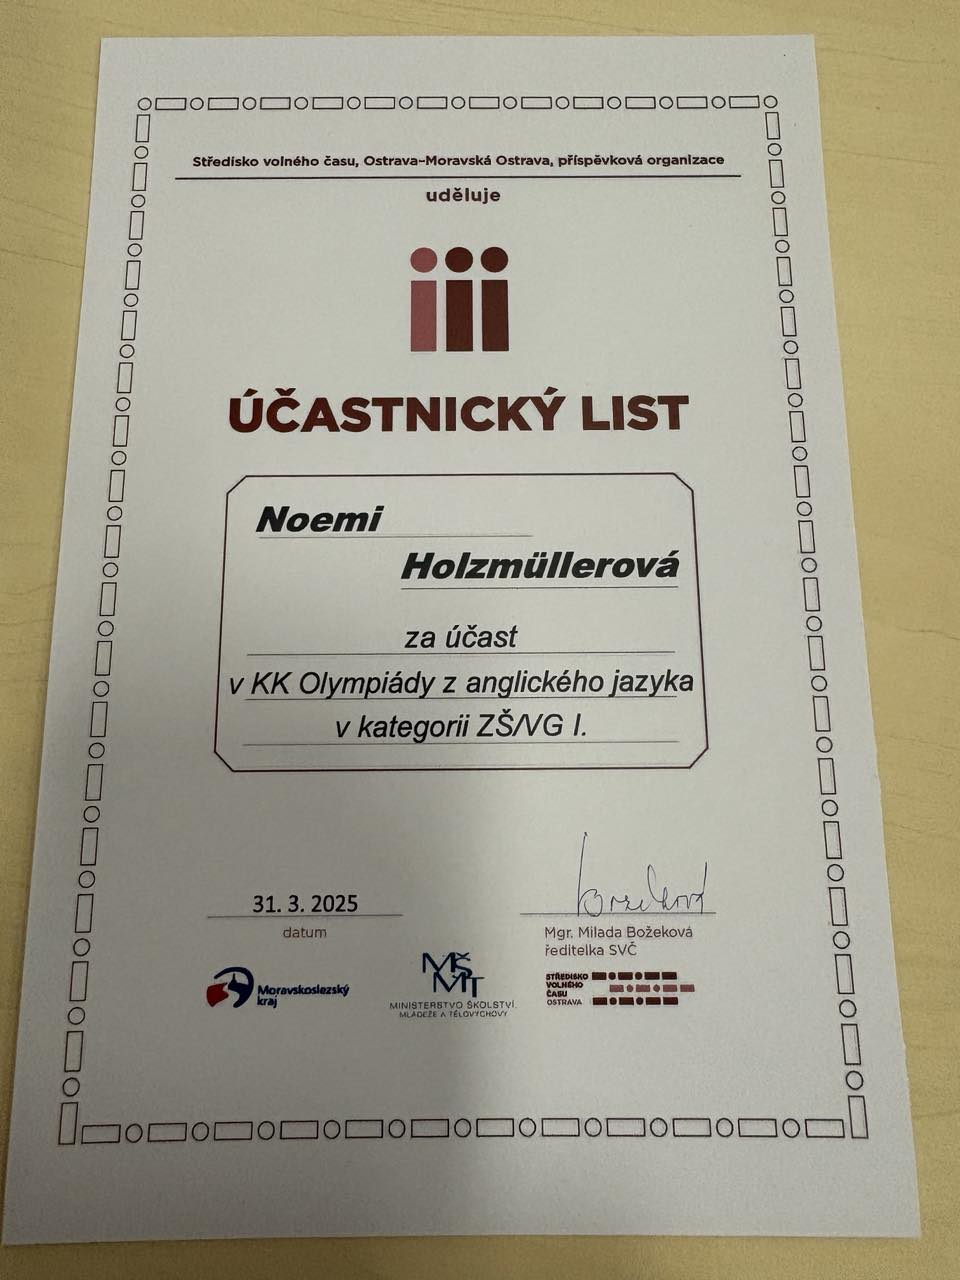 Středisko volného času, Ostrava-Moravská Ostrava, příspěvková organizace
uděluje
ÚČASTNICKÝ LIST
Noemi
Holzmüllerová
za účast
v KK Olympiády z anglického jazyka
v kategorii ZŠ/VG I.
31. 3. 2025
datum
Mgr. Milada Božeková
ředitelka SVČ
Moravskoslezský
kraj
MŠ
MT
MINISTERSTVO ŠKOLSTVÍ,
MLÁDEŽE A TĚLOVÝCHOVY
STŘEDISKO
VOLNÉHO
ČASU
OSTRAVA